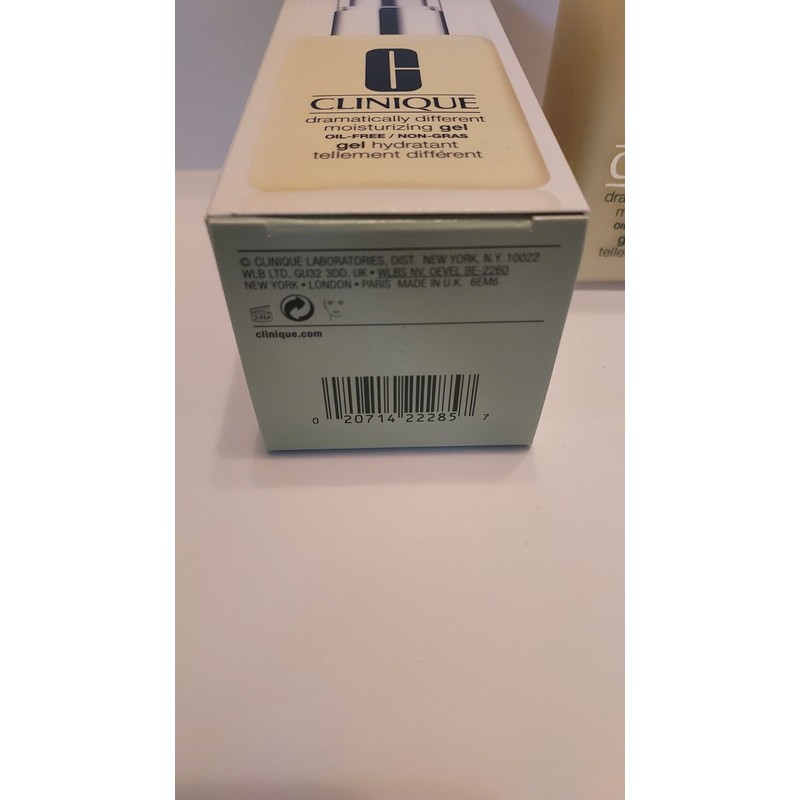 CLINIQUE
dramatically different
moisturizing gel
OIL-FREE / NON-GRAS
gel hydratant
tellement différent
© CLINIQUE LABORATORIES, DIST. NEW YORK, N.Y. 10022
WLB LTD, GU32 3DD, UK • WLBS NV. OEVEL BE-2260
NEW YORK • LONDON • PARIS MADE IN U.K. 6EM6
24M
clinique.com
0 20714 22285 7